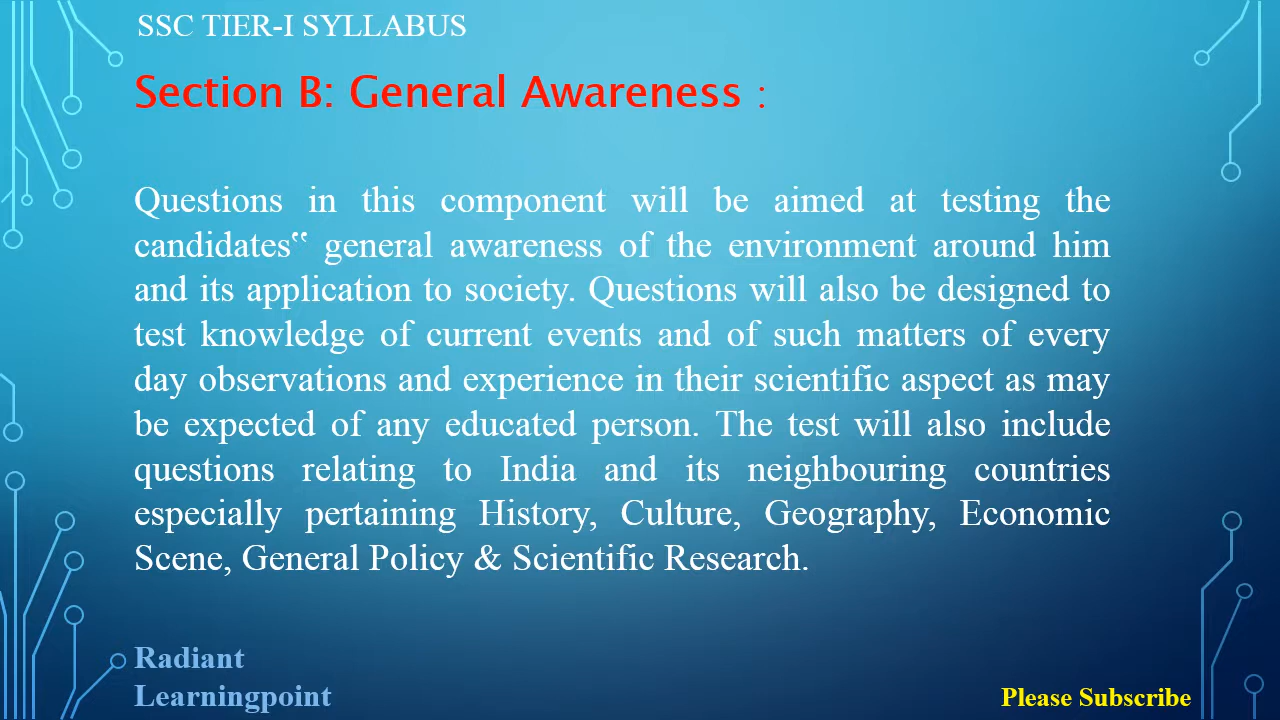 SSC TIER-I SYLLABUS
Section B: General Awareness :
Questions in this component will be aimed at testing the
candidates‟ general awareness of the environment around him
and its application to society. Questions will also be designed to
test knowledge of current events and of such matters of every
day observations and experience in their scientific aspect as may
be expected of any educated person. The test will also include
questions relating to India and its neighbouring countries
especially pertaining History, Culture, Geography, Economic
Scene, General Policy & Scientific Research.
Radiant
Learningpoint
Please Subscribe